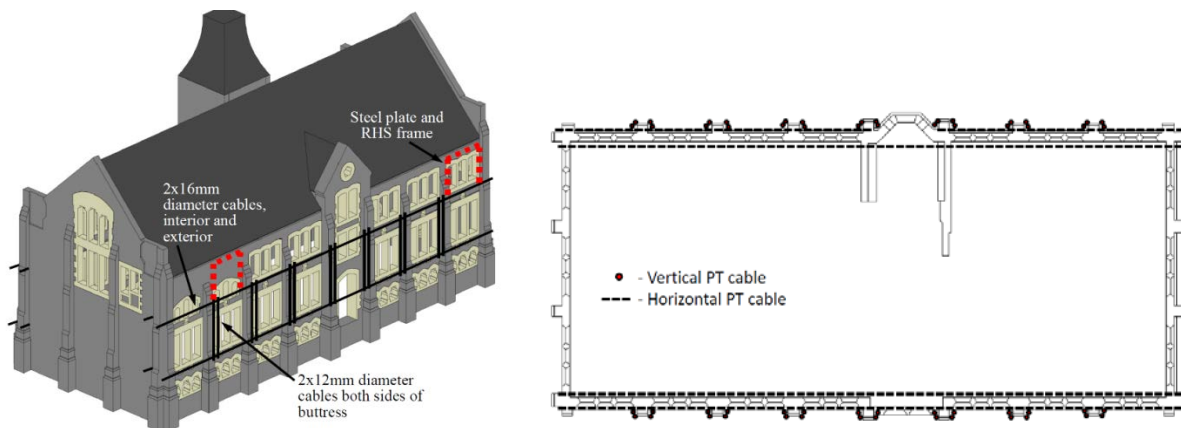 Steel plate and
RHS frame
2x16mm
diameter cables,
interior and
exterior
2x12mm diameter
cables both sides of
buttress
- Vertical PT cable
- Horizontal PT cable